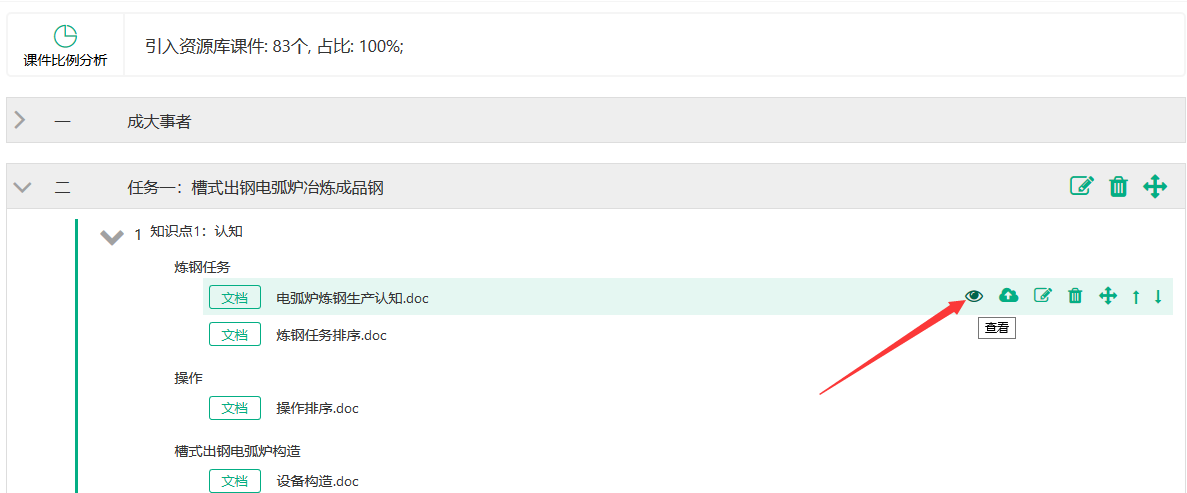 课件比例分析
引入资源库课件: 83个, 占比: 100%;
一 成大事者
二 任务一：槽式出钢电弧炉冶炼成品钢
1 知识点1：认知
炼钢任务
文档 电弧炉炼钢生产认知.doc
查看
文档 炼钢任务排序.doc
操作
文档 操作排序.doc
槽式出钢电弧炉构造
文档 设备构造.doc